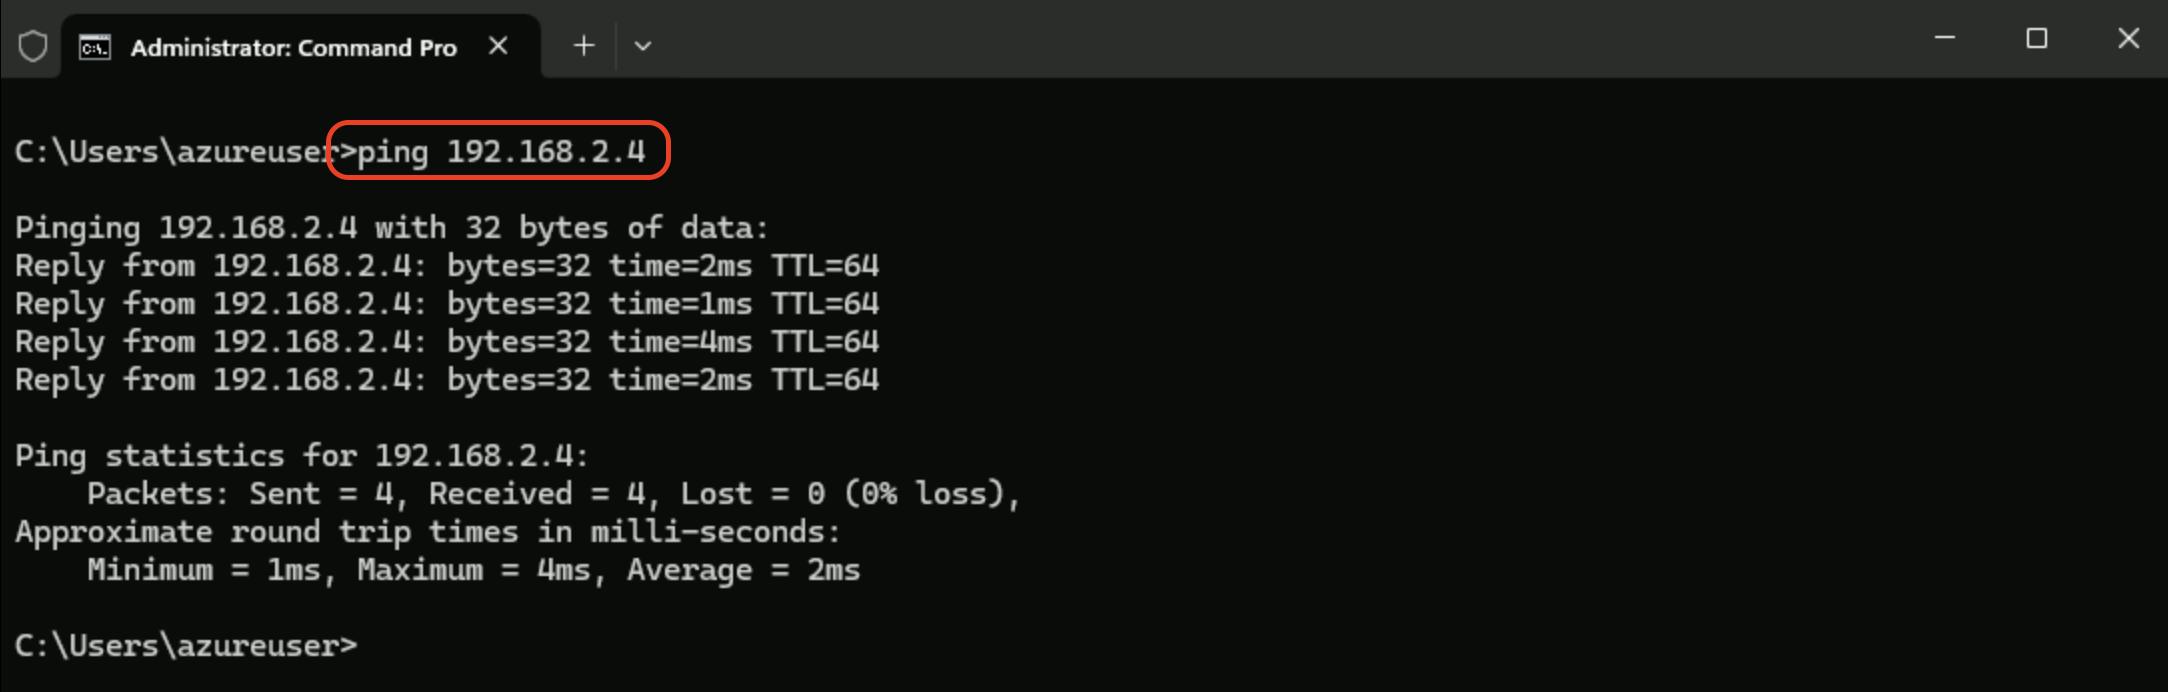 Administrator: Command Pro
C:\Users\azureuser>ping 192.168.2.4
Pinging 192.168.2.4 with 32 bytes of data:
Reply from 192.168.2.4: bytes=32 time=2ms TTL=64
Reply from 192.168.2.4: bytes=32 time=1ms TTL=64
Reply from 192.168.2.4: bytes=32 time=4ms TTL=64
Reply from 192.168.2.4: bytes=32 time=2ms TTL=64
Ping statistics for 192.168.2.4:
    Packets: Sent = 4, Received = 4, Lost = 0 (0% loss),
Approximate round trip times in milli-seconds:
    Minimum = 1ms, Maximum = 4ms, Average = 2ms
C:\Users\azureuser>